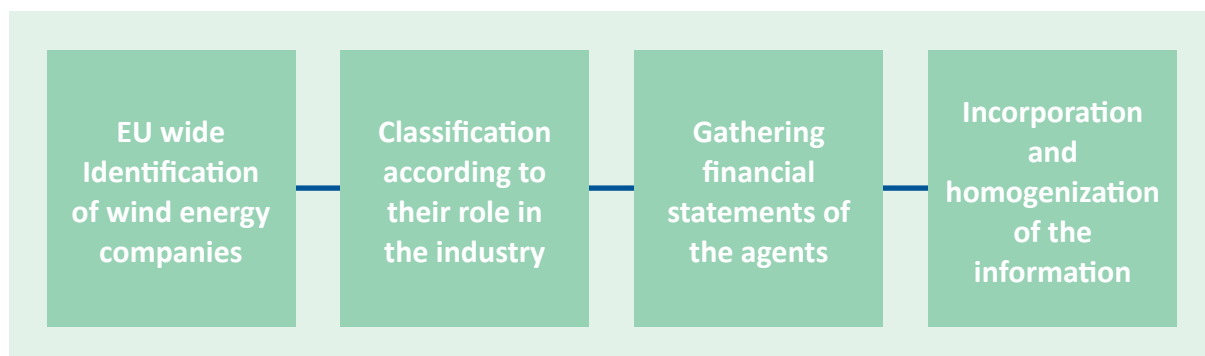 EU wide
Identification
of wind energy
companies
Classification
according to
their role in
the industry
Gathering
financial
statements of
the agents
Incorporation
and
homogenization
of the
information